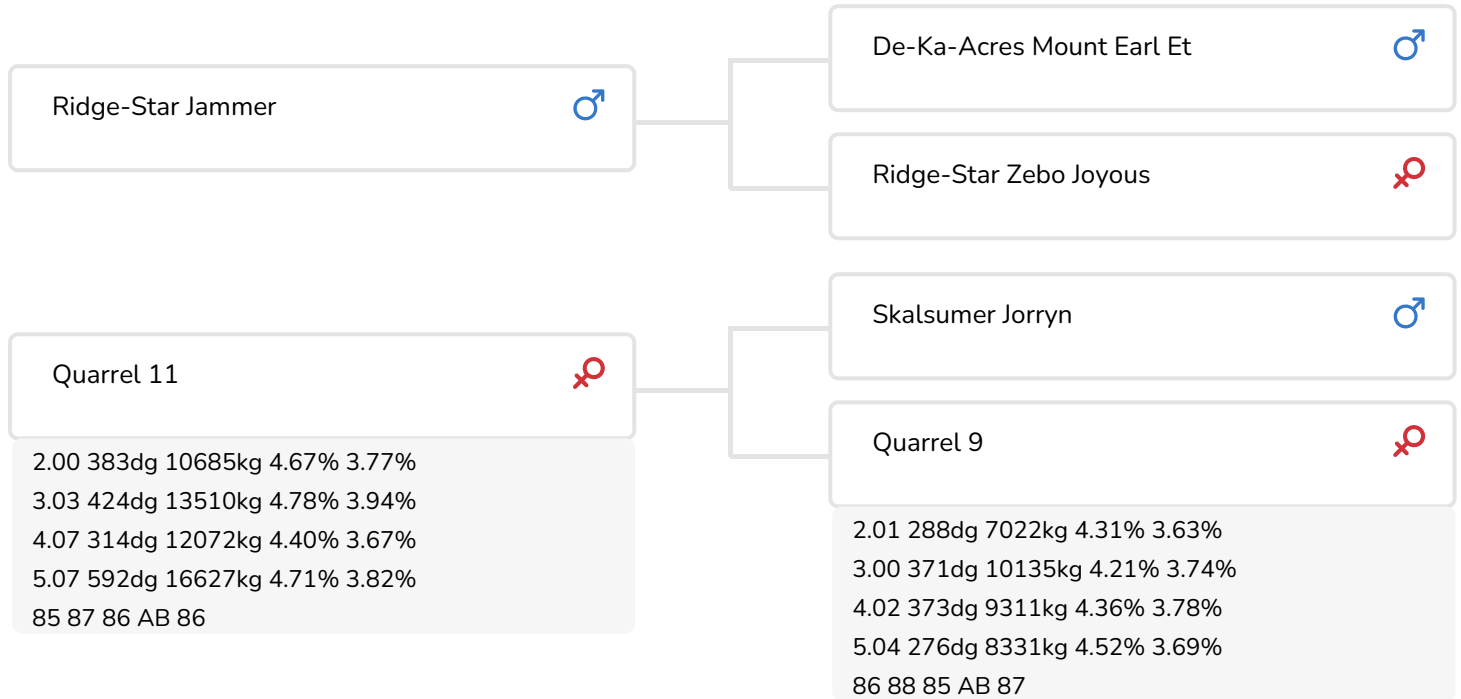 De-Ka-Acres Mount Earl Et
Ridge-Star Jammer
Ridge-Star Zebo Joyous
Skalsumer Jorryn
Quarrel 11
2.00 383dg 10685kg 4.67% 3.77%
3.03 424dg 13510kg 4.78% 3.94%
4.07 314dg 12072kg 4.40% 3.67%
5.07 592dg 16627kg 4.71% 3.82%
85 87 86 AB 86
Quarrel 9
2.01 288dg 7022kg 4.31% 3.63%
3.00 371dg 10135kg 4.21% 3.74%
4.02 373dg 9311kg 4.36% 3.78%
5.04 276dg 8331kg 4.52% 3.69%
86 88 85 AB 87